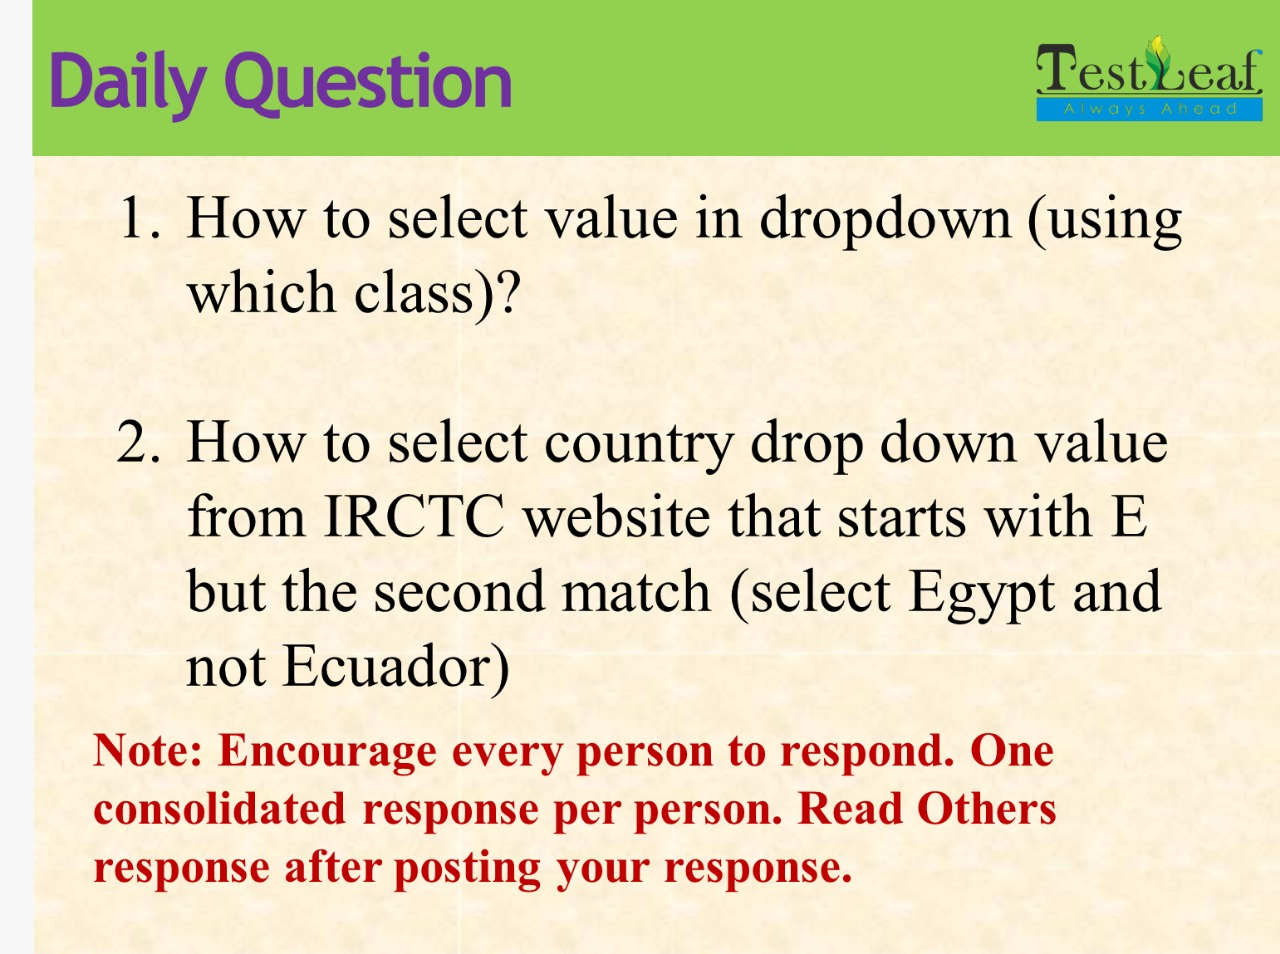 Daily Question
TestLeaf
Always Ahead
1. How to select value in dropdown (using
which class)?
2. How to select country drop down value
from IRCTC website that starts with E
but the second match (select Egypt and
not Ecuador)
Note: Encourage every person to respond. One
consolidated response per person. Read Others
response after posting your response.